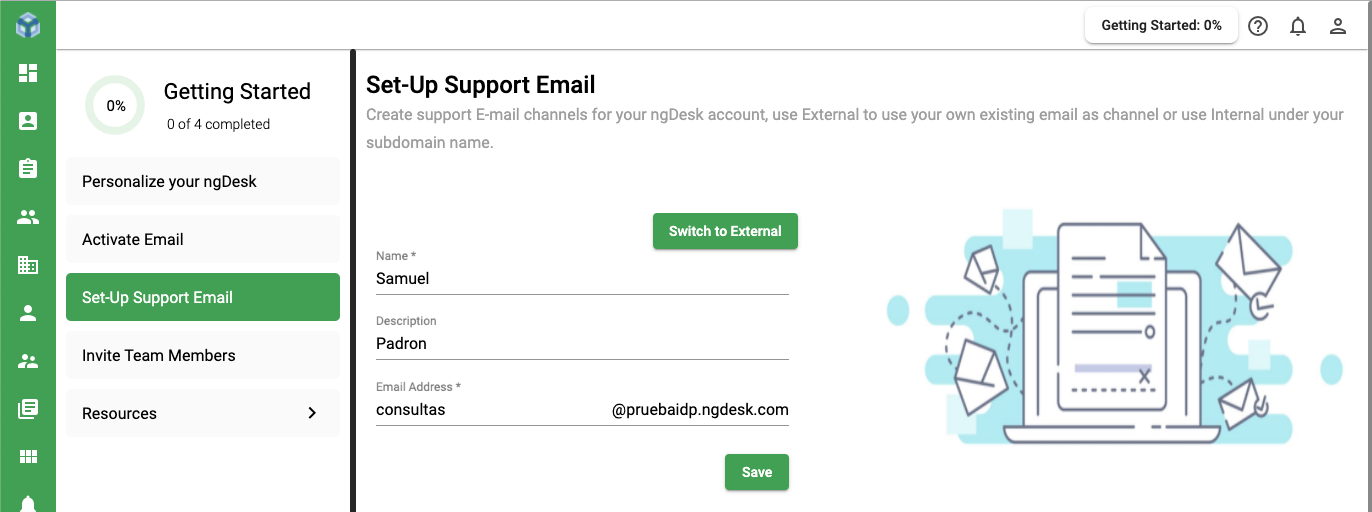 Getting Started: 0%
0%
Getting Started
0 of 4 completed
Personalize your ngDesk
Activate Email
Set-Up Support Email
Invite Team Members
Resources
Set-Up Support Email
Create support E-mail channels for your ngDesk account, use External to use your own existing email as channel or use Internal under your
subdomain name.
Switch to External
Name *
Samuel
Description
Padron
Email Address *
consultas @pruebaidp.ngdesk.com
Save